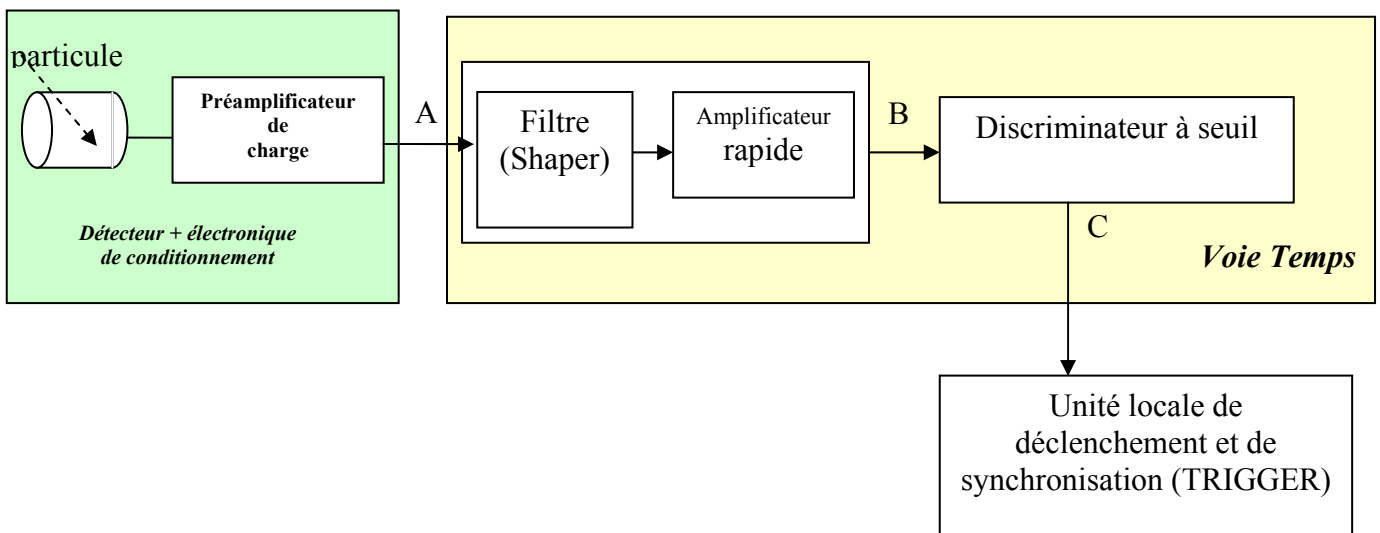 particule
Préamplificateur
de
charge
A
Détecteur + électronique
de conditionnement
Filtre
(Shaper)
Amplificateur
rapide
B
Discriminateur à seuil
C
Voie Temps
Unité locale de
déclenchement et de
synchronisation (TRIGGER)